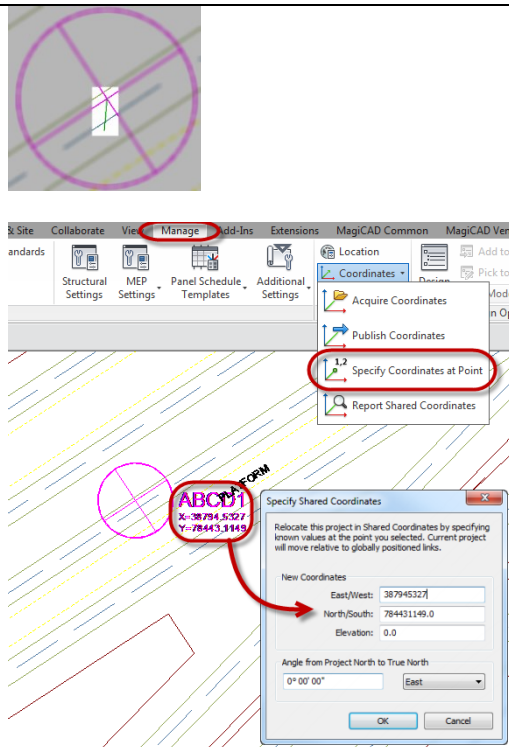 & Site Collaborate View Manage Add-Ins Extensions MagiCAD Common MagiCAD Ven
andards
Structural Settings
MEP Settings
Panel Schedule Templates
Additional Settings
Location
Coordinates
Design
Add to
Pick to
Acquire Coordinates
Publish Coordinates
1,2
Specify Coordinates at Point
Report Shared Coordinates
PLATFORM
ABCD1
X=38794,5327
Y=78443,1149
Specify Shared Coordinates
Relocate this project in Shared Coordinates by specifying
known values at the point you selected. Current project
will move relative to globally positioned links.
New Coordinates
East/West: 387945327
North/South: 784431149.0
Elevation: 0.0
Angle from Project North to True North
0° 00' 00" East
OK Cancel